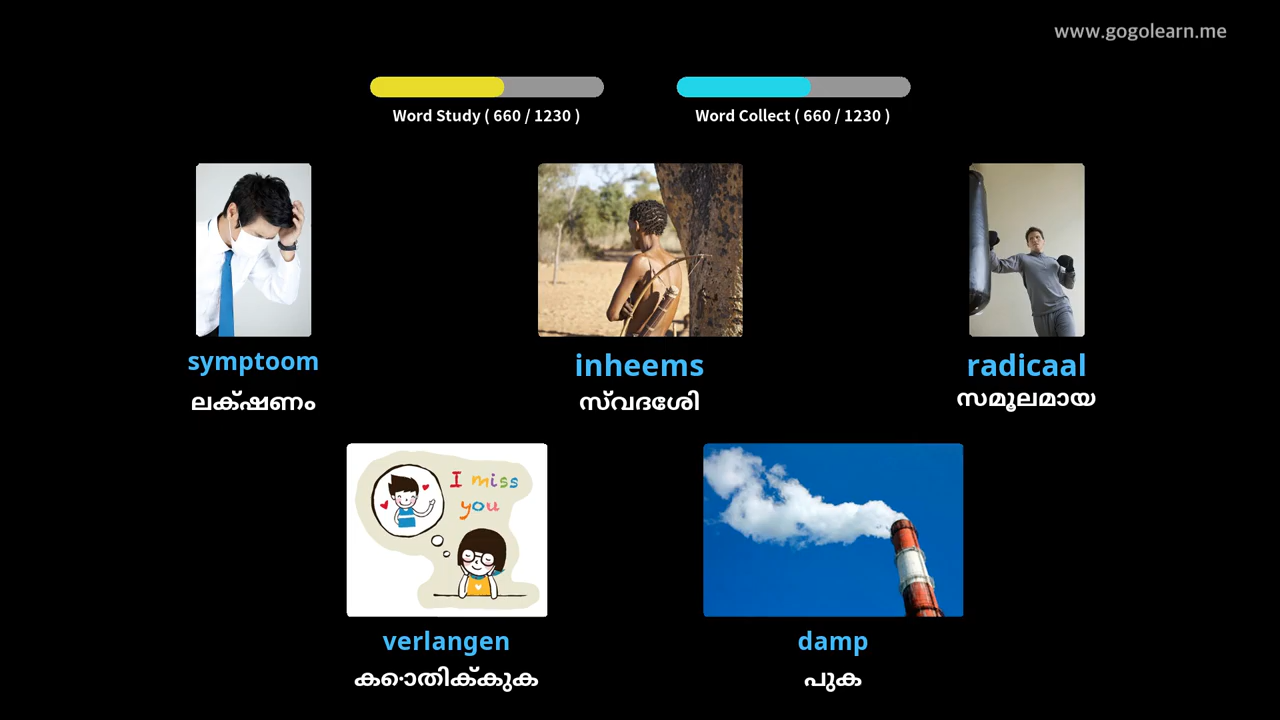 www.gogolearn.me
Word Study ( 660 / 1230 )
Word Collect ( 660 / 1230 )
symptoom
ലക്ഷണം
inheems
സ്വദേശി
radicaal
സമൂലമായ
I miss
you
verlangen
കൊതിക്കുക
damp
പുക